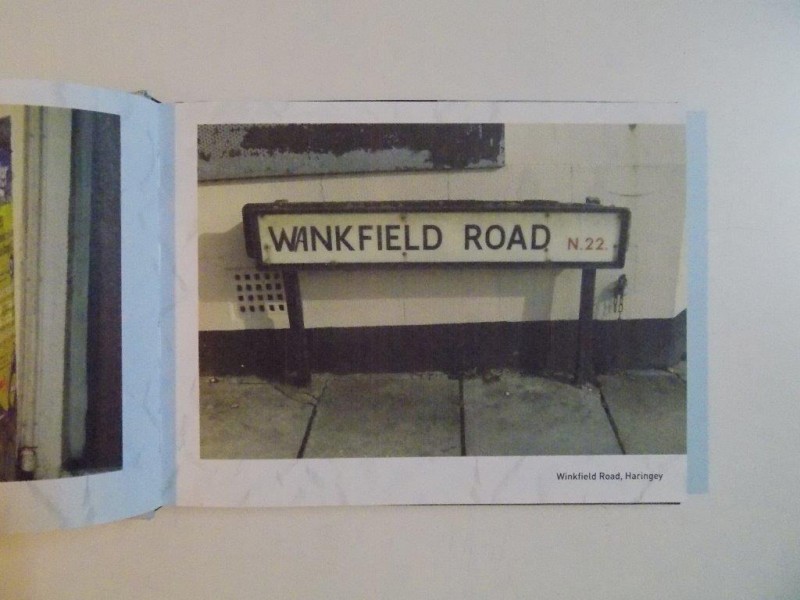 WANKFIELD ROAD N.22.
Winkfield Road, Haringey